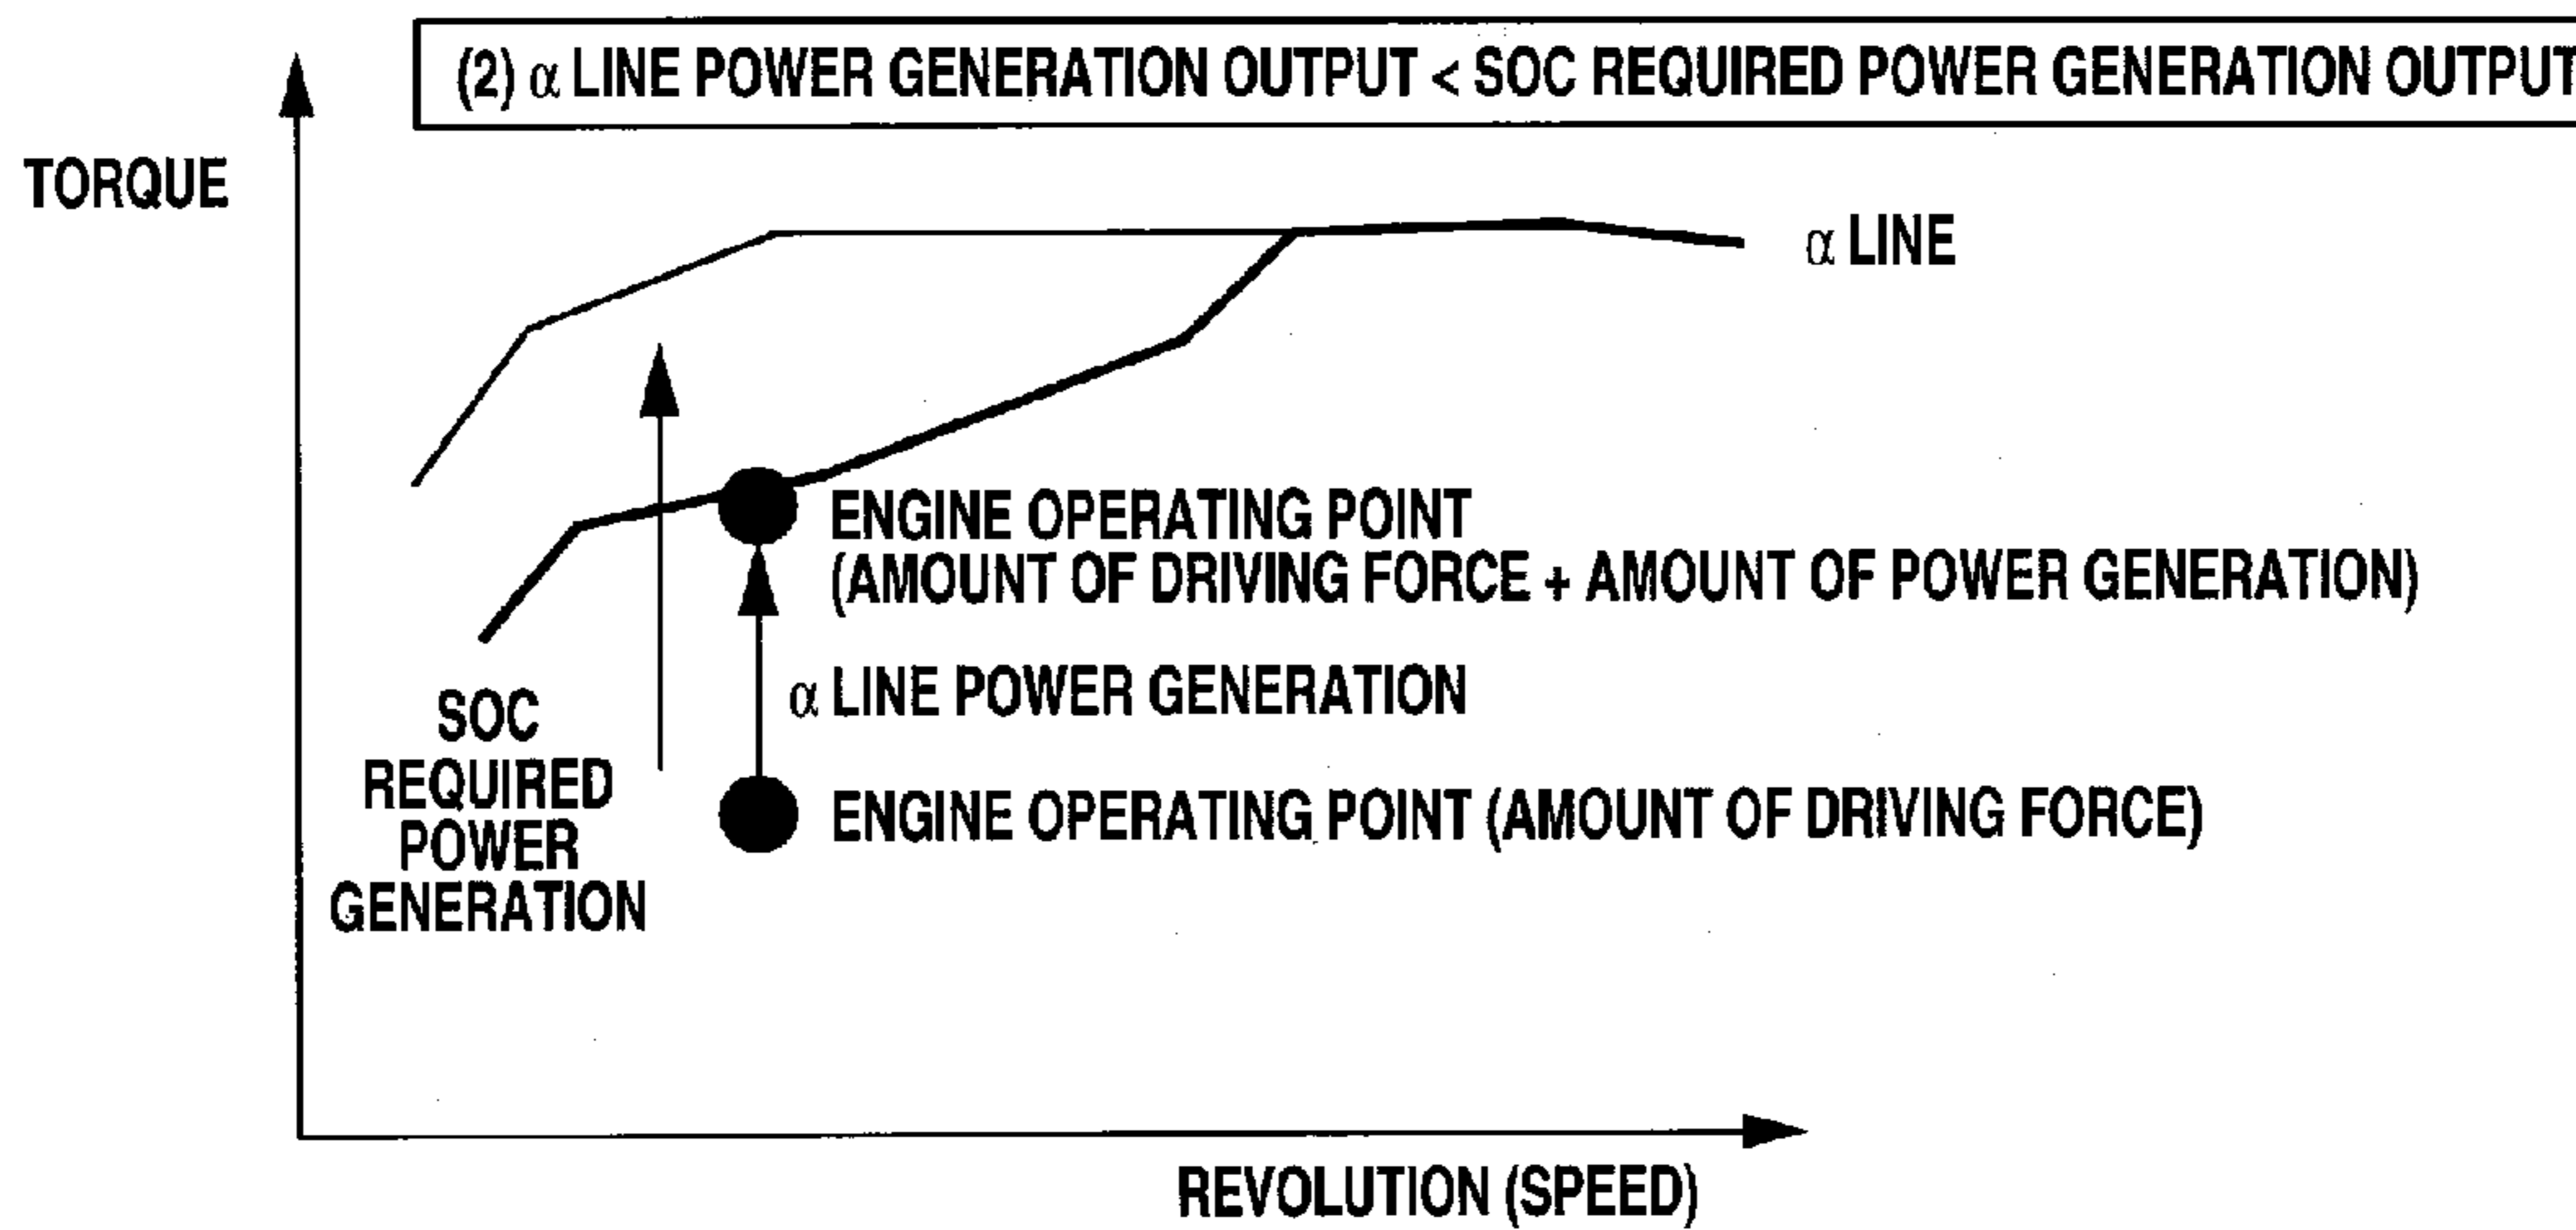 (2) α LINE POWER GENERATION OUTPUT < SOC REQUIRED POWER GENERATION OUTPUT
TORQUE
α LINE
ENGINE OPERATING POINT
(AMOUNT OF DRIVING FORCE + AMOUNT OF POWER GENERATION)
α LINE POWER GENERATION
SOC
REQUIRED
POWER
GENERATION
ENGINE OPERATING POINT (AMOUNT OF DRIVING FORCE)
REVOLUTION (SPEED)